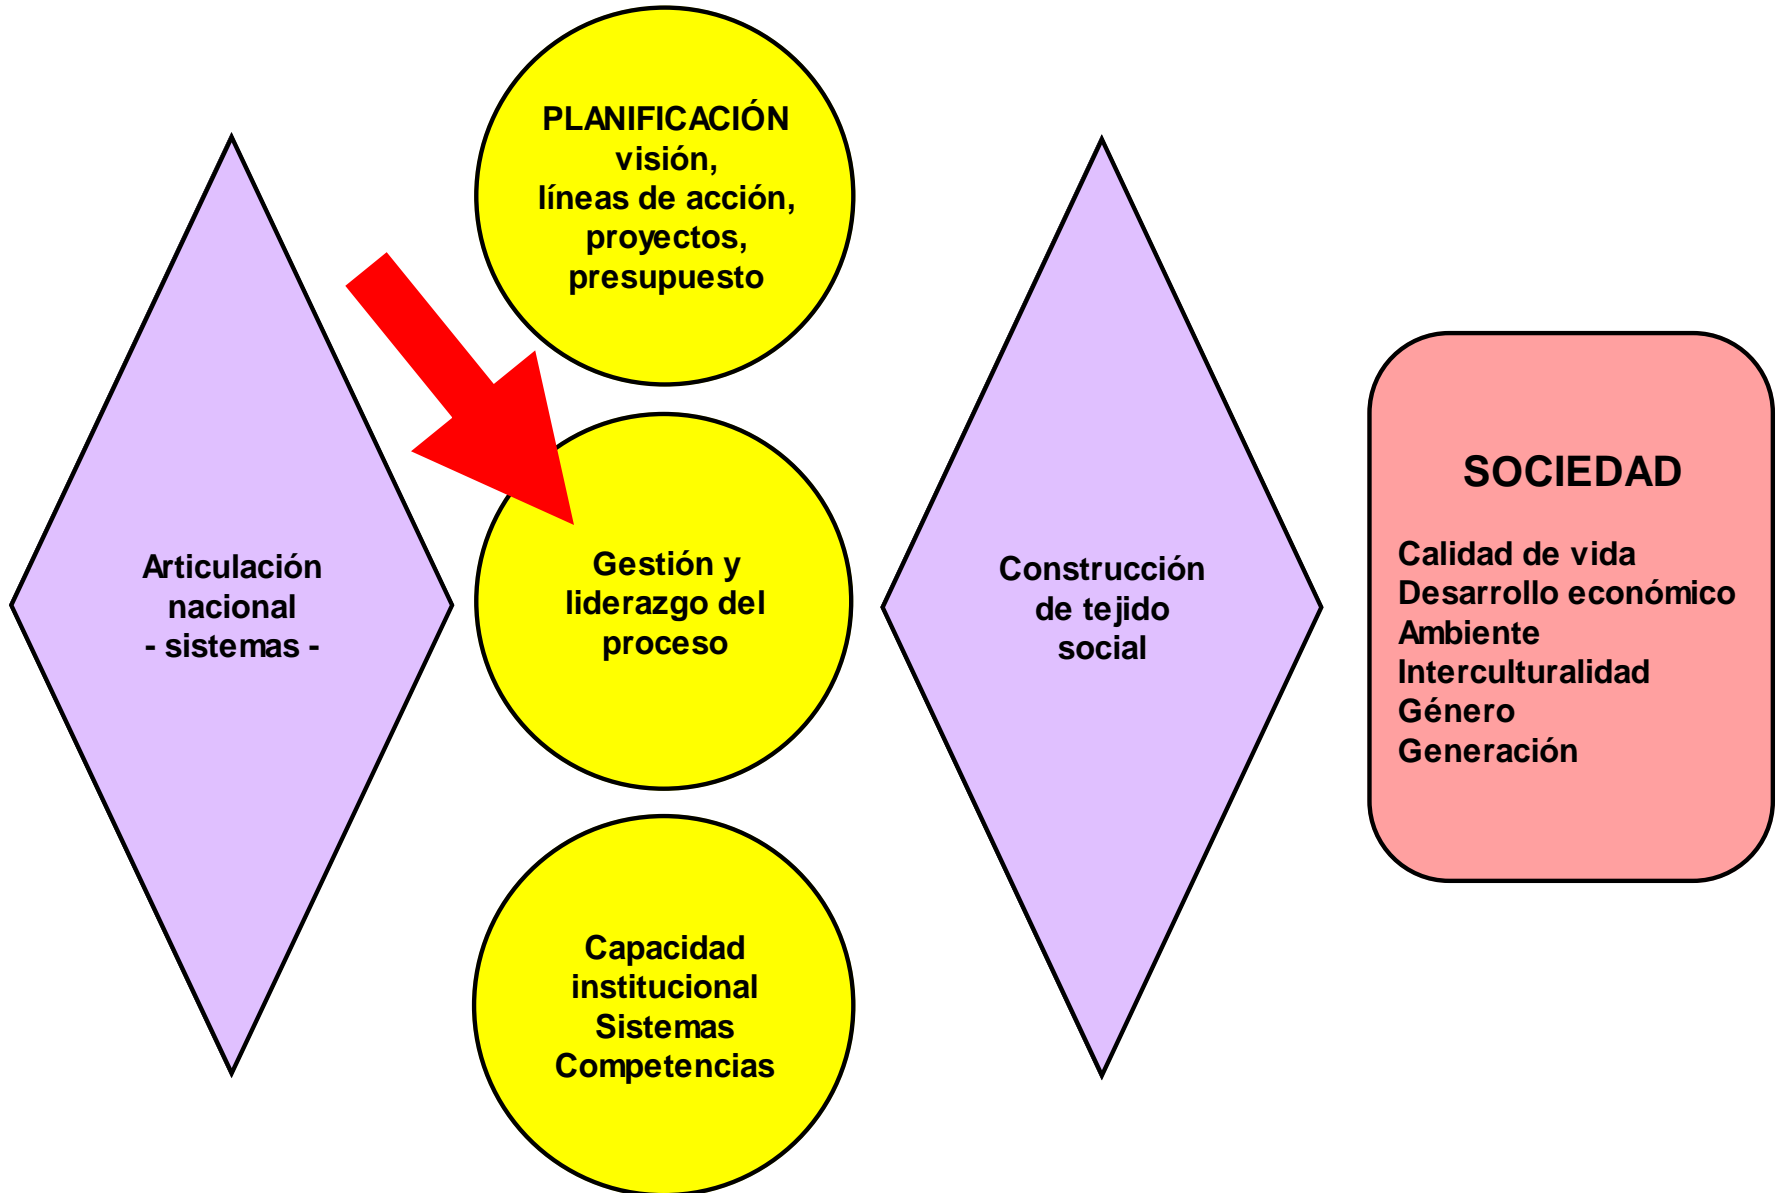 PLANIFICACIÓN
visión,
líneas de acción,
proyectos,
presupuesto
Articulación
nacional
- sistemas -
Gestión y
liderazgo del
proceso
Capacidad
institucional
Sistemas
Competencias
Construcción
de tejido
social
SOCIEDAD
Calidad de vida
Desarrollo económico
Ambiente
Interculturalidad
Género
Generación